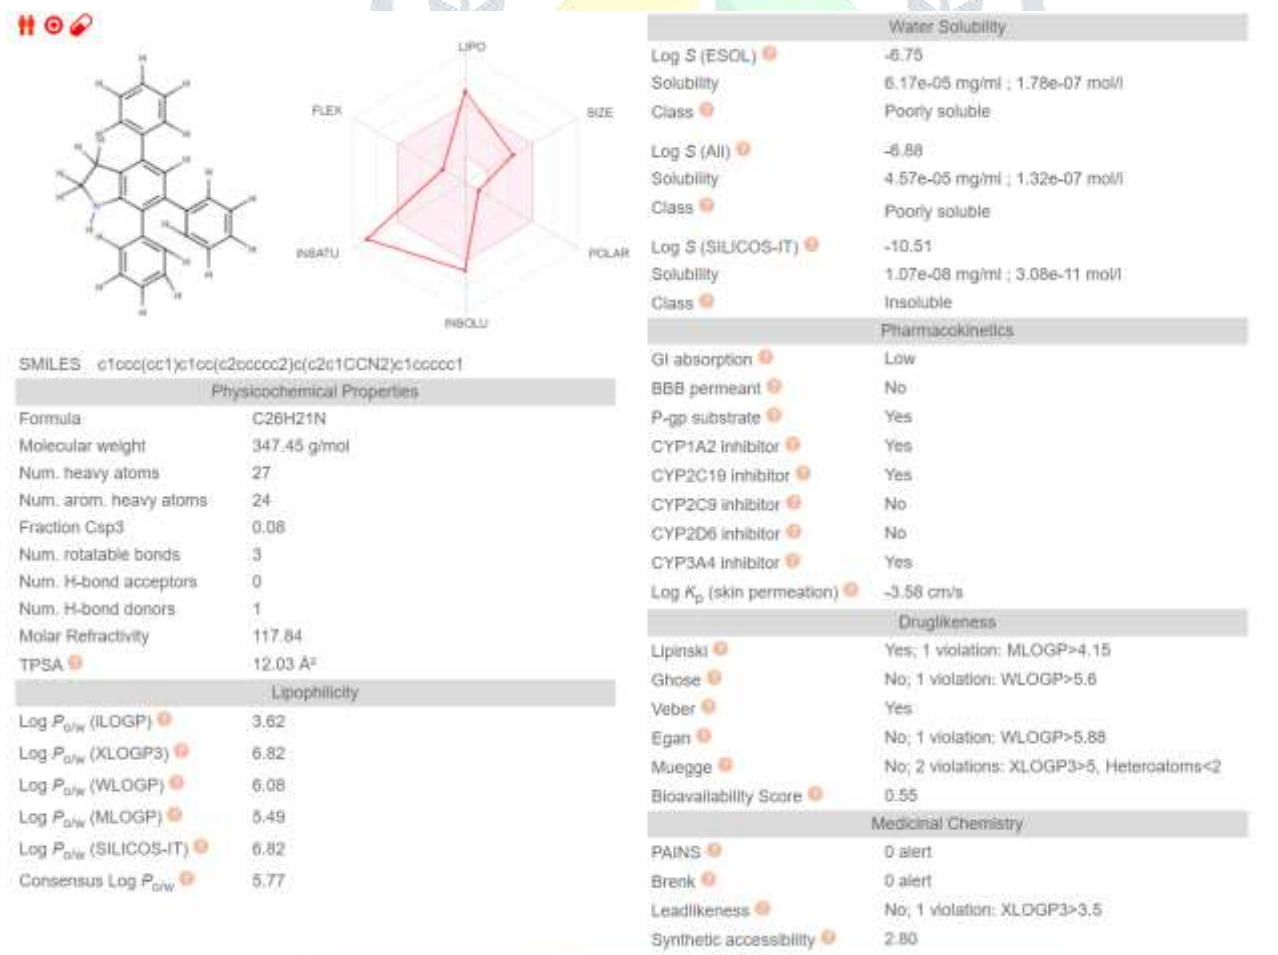 LIPO
FLEX
SIZE
INSATU
POLAR
INSOLU
SMILES c1ccc(cc1)c1cc(c2ccccc2)c(c2c1CCN2)c1ccccc1
Physicochemical Properties
Formula C26H21N
Molecular weight 347.45 g/mol
Num. heavy atoms 27
Num. arom. heavy atoms 24
Fraction Csp3 0.08
Num. rotatable bonds 3
Num. H-bond acceptors 0
Num. H-bond donors 1
Molar Refractivity 117.84
TPSA ? 12.03 Å²
Lipophilicity
Log Po/w (iLOGP) ? 3.62
Log Po/w (XLOGP3) ? 6.82
Log Po/w (WLOGP) ? 6.08
Log Po/w (MLOGP) ? 5.49
Log Po/w (SILICOS-IT) ? 6.82
Consensus Log Po/w ? 5.77
Water Solubility
Log S (ESOL) ? -6.75
Solubility 6.17e-05 mg/ml ; 1.78e-07 mol/l
Class ? Poorly soluble
Log S (Ali) ? -6.88
Solubility 4.57e-05 mg/ml ; 1.32e-07 mol/l
Class ? Poorly soluble
Log S (SILICOS-IT) ? -10.51
Solubility 1.07e-08 mg/ml ; 3.08e-11 mol/l
Class ? Insoluble
Pharmacokinetics
GI absorption ? Low
BBB permeant ? No
P-gp substrate ? Yes
CYP1A2 inhibitor ? Yes
CYP2C19 inhibitor ? Yes
CYP2C9 inhibitor ? No
CYP2D6 inhibitor ? No
CYP3A4 inhibitor ? Yes
Log Kp (skin permeation) ? -3.58 cm/s
Druglikeness
Lipinski ? Yes; 1 violation: MLOGP>4.15
Ghose ? No; 1 violation: WLOGP>5.6
Veber ? Yes
Egan ? No; 1 violation: WLOGP>5.88
Muegge ? No; 2 violations: XLOGP3>5, Heteroatoms<2
Bioavailability Score ? 0.55
Medicinal Chemistry
PAINS ? 0 alert
Brenk ? 0 alert
Leadlikeness ? No; 1 violation: XLOGP3>3.5
Synthetic accessibility ? 2.80